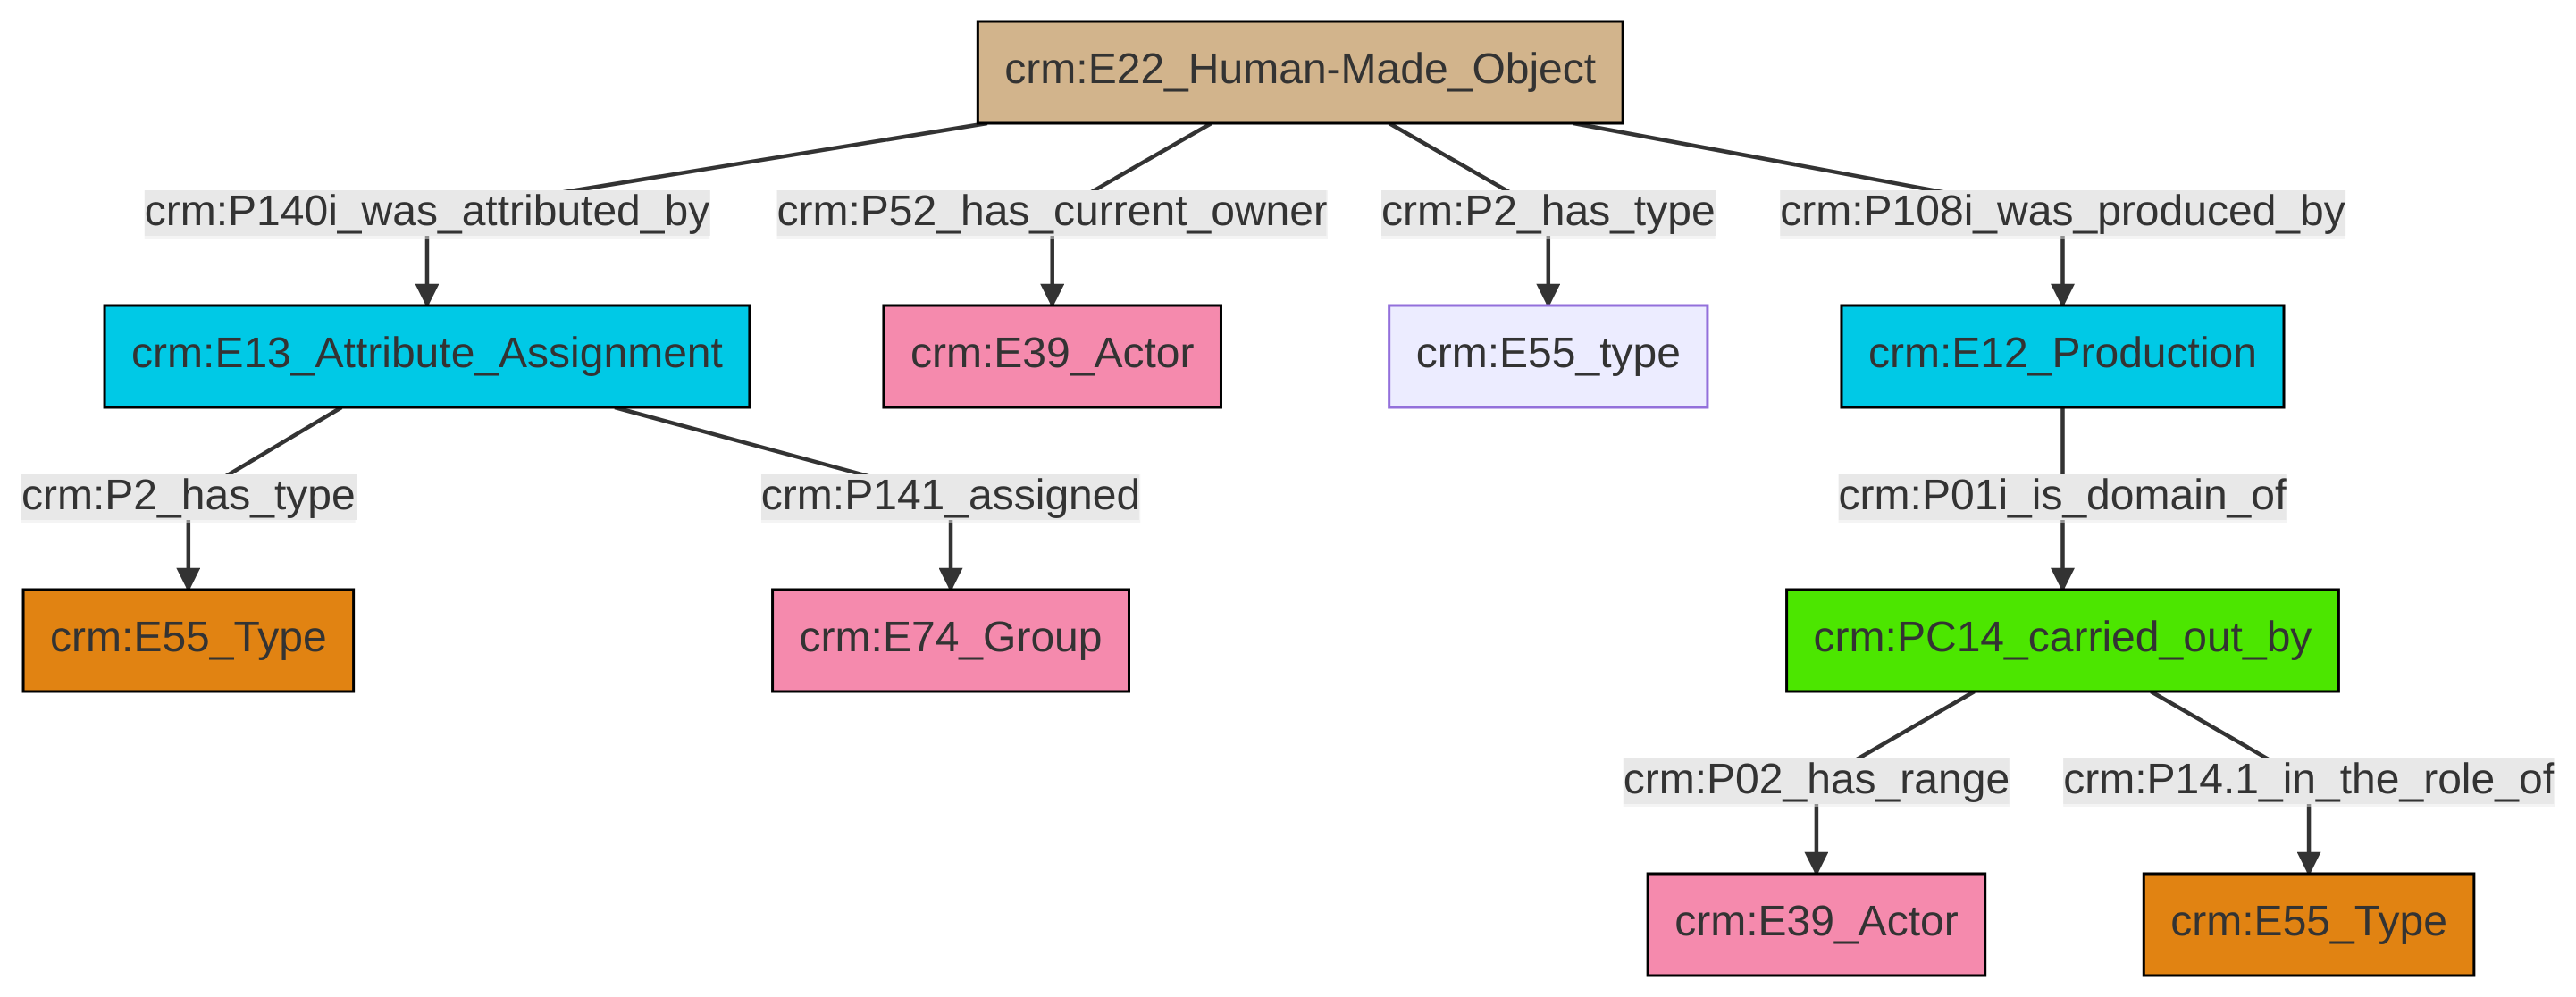 crm:E22_Human-Made_Object
crm:P140i_was_attributed_by
crm:P52_has_current_owner
crm:P2_has_type
crm:P108i_was_produced_by
crm:E13_Attribute_Assignment
crm:E39_Actor
crm:E55_type
crm:E12_Production
crm:P2_has_type
crm:P141_assigned
crm:P01i_is_domain_of
crm:E55_Type
crm:E74_Group
crm:PC14_carried_out_by
crm:P02_has_range
crm:P14.1_in_the_role_of
crm:E39_Actor
crm:E55_Type